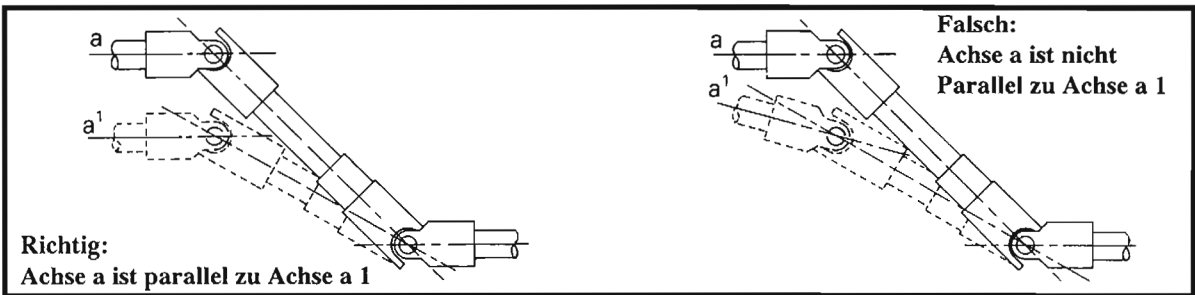 a
a¹
Richtig:
Achse a ist parallel zu Achse a 1
Falsch:
Achse a ist nicht
Parallel zu Achse a 1
a
a¹